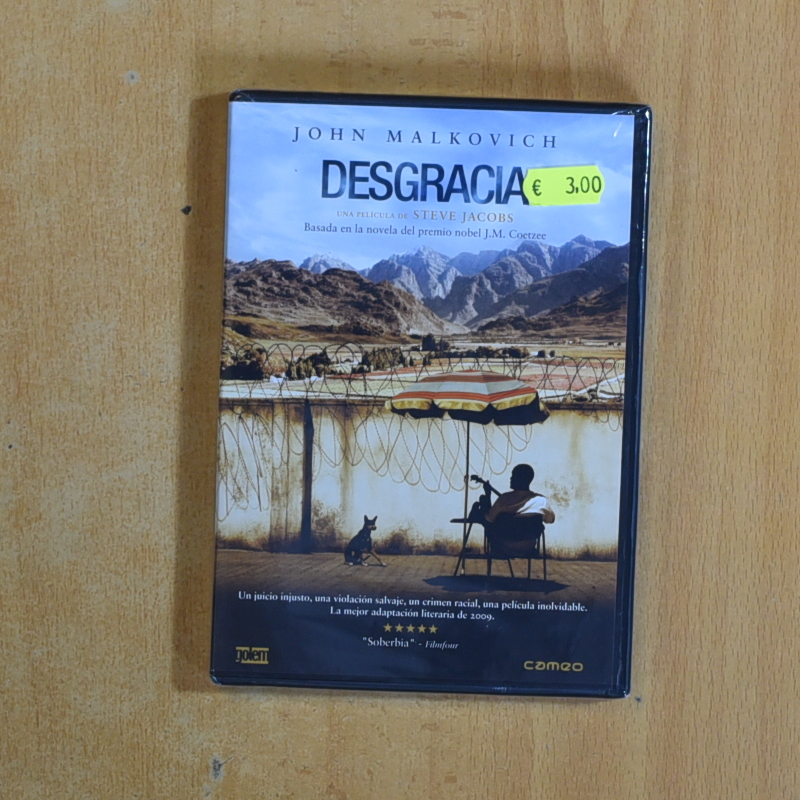 JOHN MALKOVICH
DESGRACIA
€ 3,00
UNA PELÍCULA DE STEVE JACOBS
Basada en la novela del premio nobel J.M. Coetzee
Un juicio injusto, una violación salvaje, un crimen racial, una película inolvidable.
La mejor adaptación literaria de 2009.
"Soberbia" - Filmfour
golem
cameo